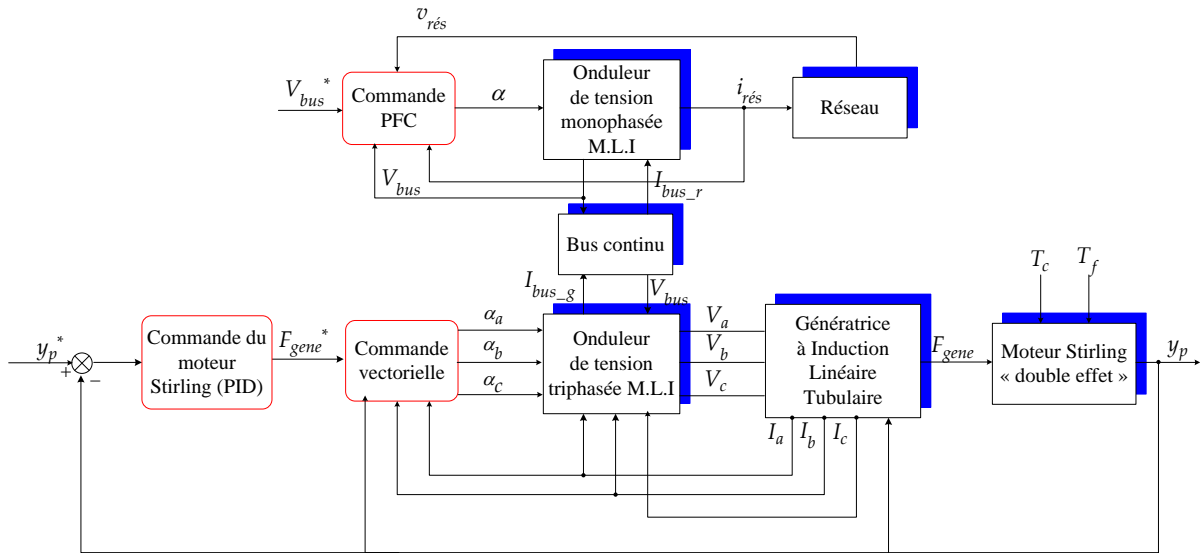 v_rés
V_bus*
Commande
PFC
α
Onduleur
de tension
monophasée
M.L.I
i_rés
Réseau
V_bus
I_bus_r
Bus continu
I_bus_g
V_bus
T_c
T_f
y_p*
+
−
Commande du
moteur
Stirling (PID)
F_gene*
Commande
vectorielle
α_a
α_b
α_c
Onduleur
de tension
triphasée M.L.I
V_a
V_b
V_c
Génératrice
à Induction
Linéaire
Tubulaire
F_gene
Moteur Stirling
« double effet »
y_p
I_a
I_b
I_c